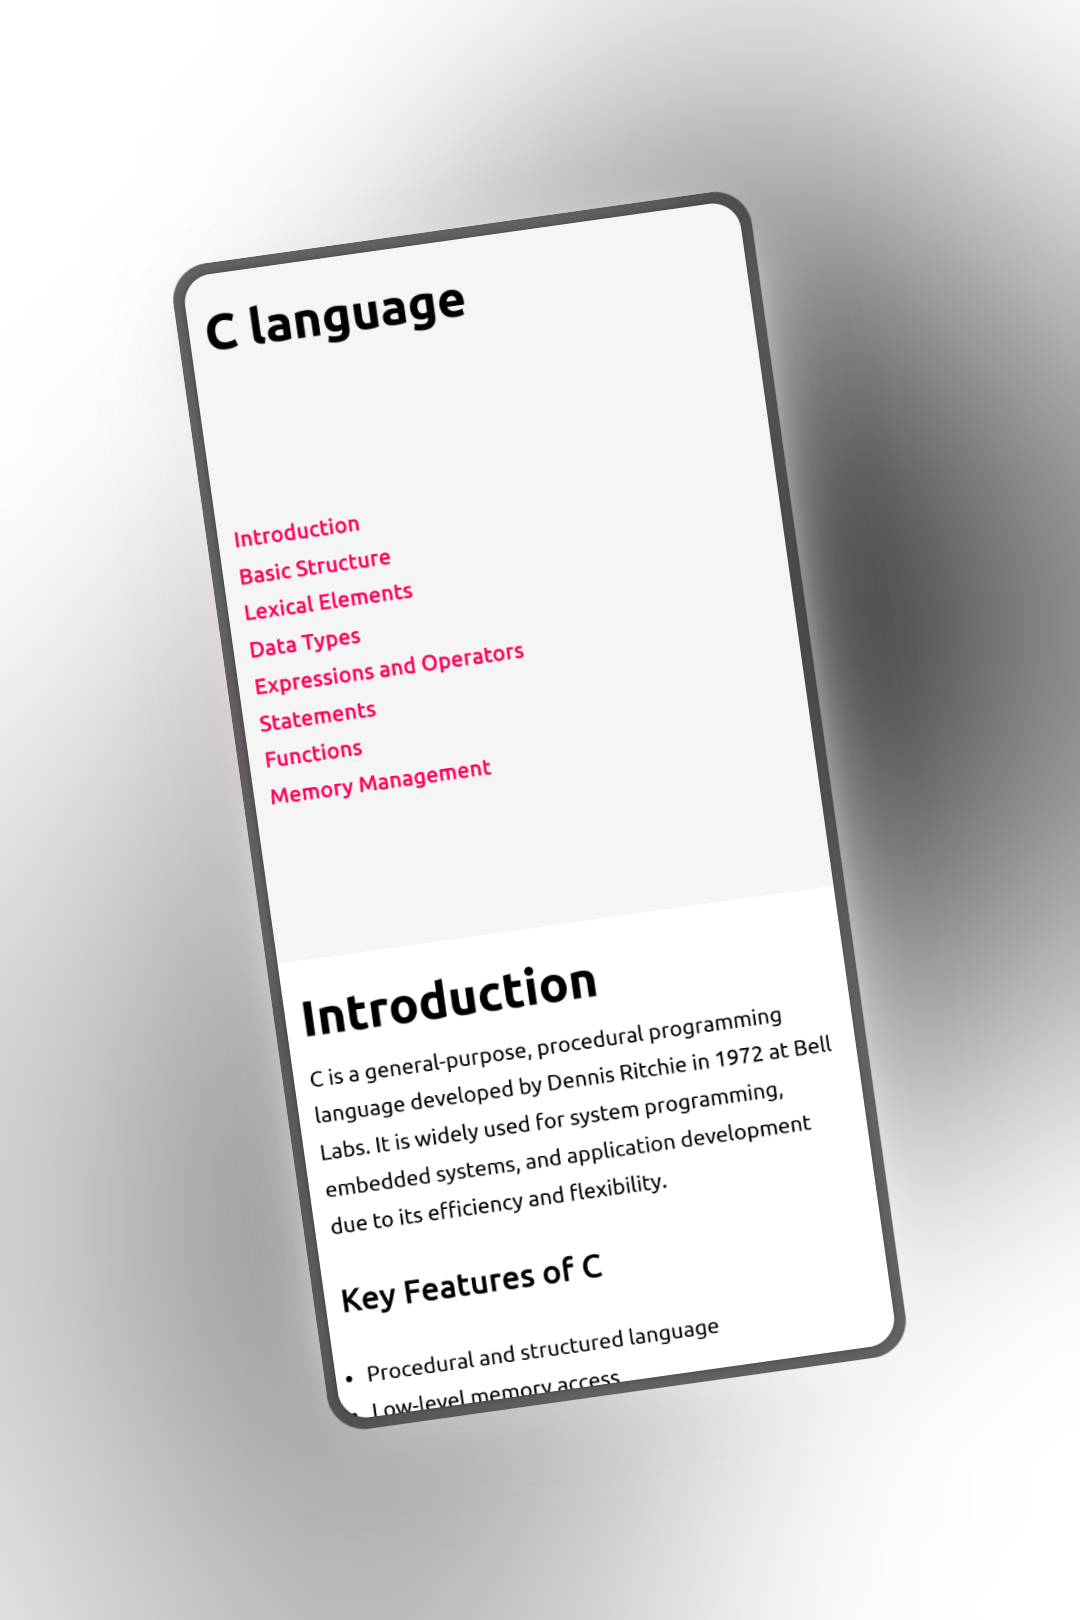 C language
Introduction
Basic Structure
Lexical Elements
Data Types
Expressions and Operators
Statements
Functions
Memory Management
Introduction
C is a general-purpose, procedural programming
language developed by Dennis Ritchie in 1972 at Bell
Labs. It is widely used for system programming,
embedded systems, and application development
due to its efficiency and flexibility.
Key Features of C
• Procedural and structured language
• Low-level memory access